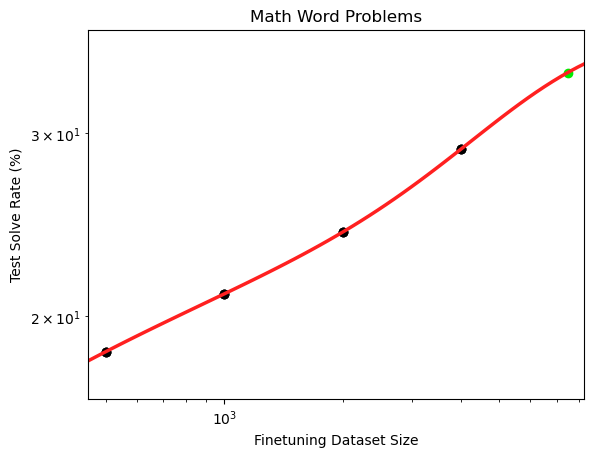 Math Word Problems
Test Solve Rate (%)
3 × 10¹
2 × 10¹
10³
Finetuning Dataset Size